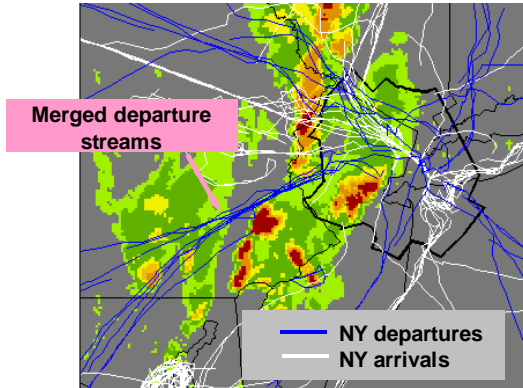 Merged departure
streams
NY departures
NY arrivals